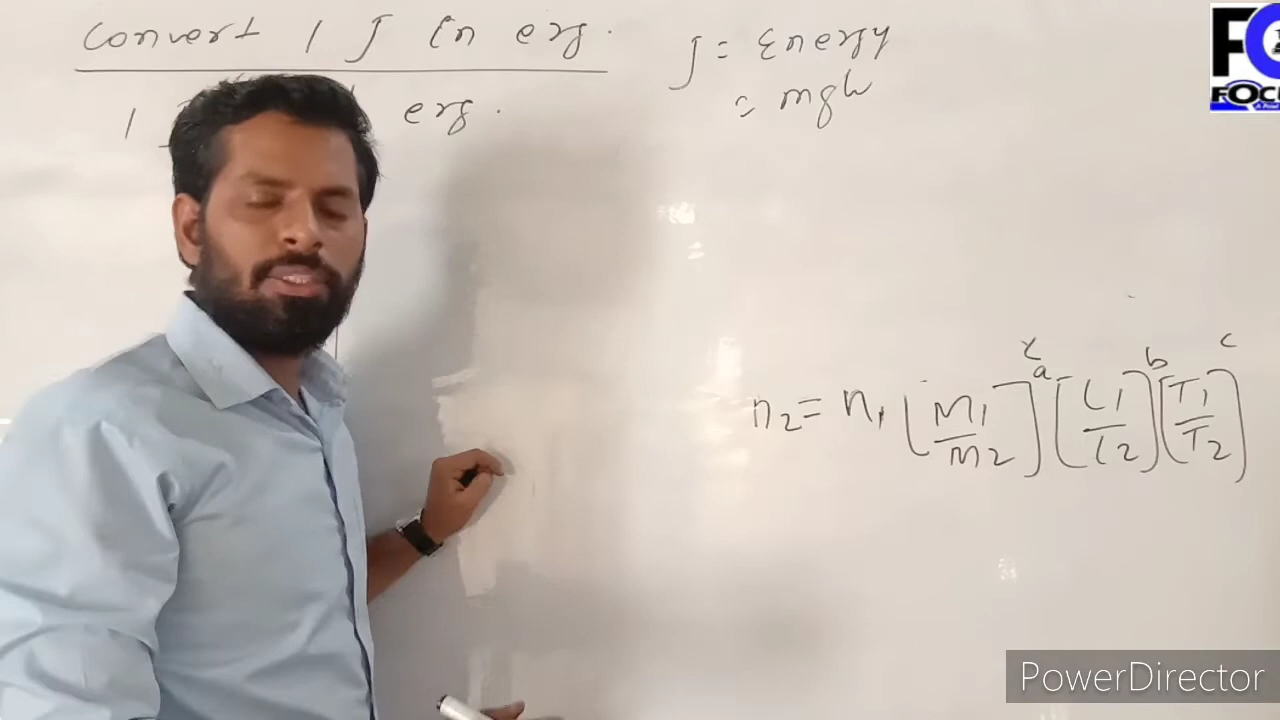 convert 1 J in erg.
J = Energy
= mgh
1 erg.
n₂ = n₁ [M₁/M₂]ᵃ [L₁/L₂]ᵇ [T₁/T₂]ᶜ
PowerDirector